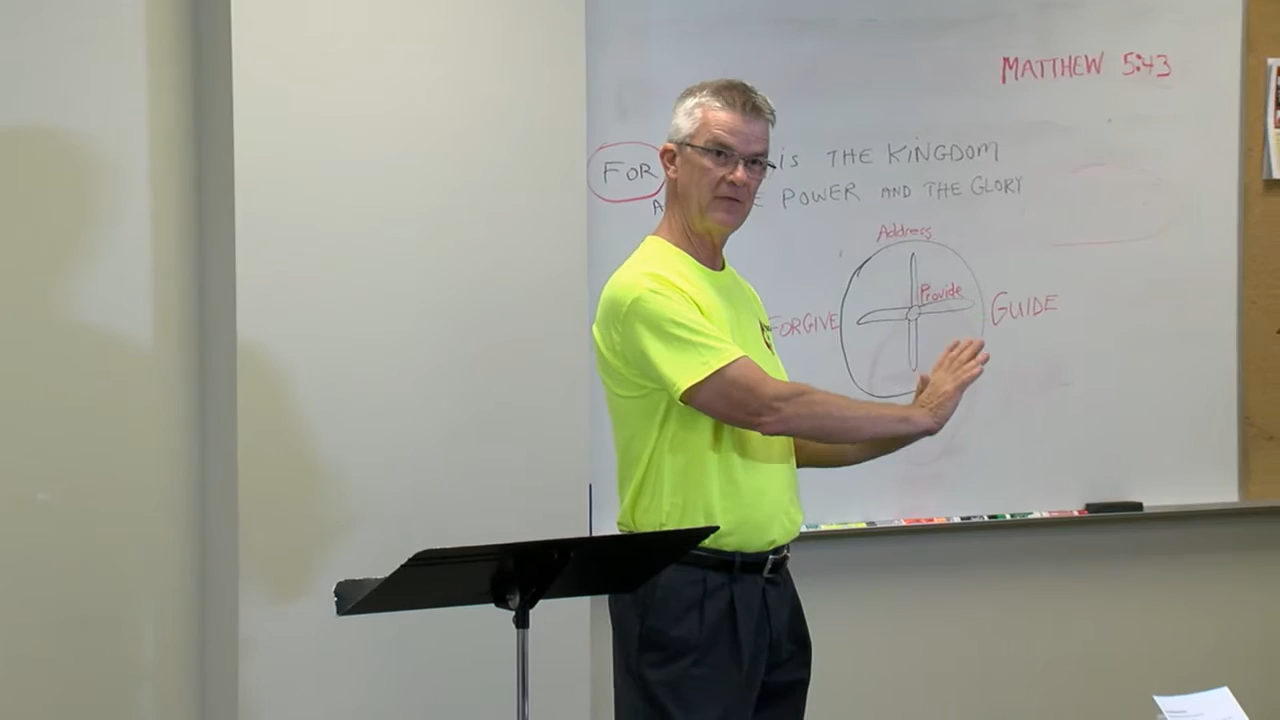 MATTHEW 5:43
FOR is THE KINGDOM
POWER AND THE GLORY
Address
Provide
FORGIVE
GUIDE